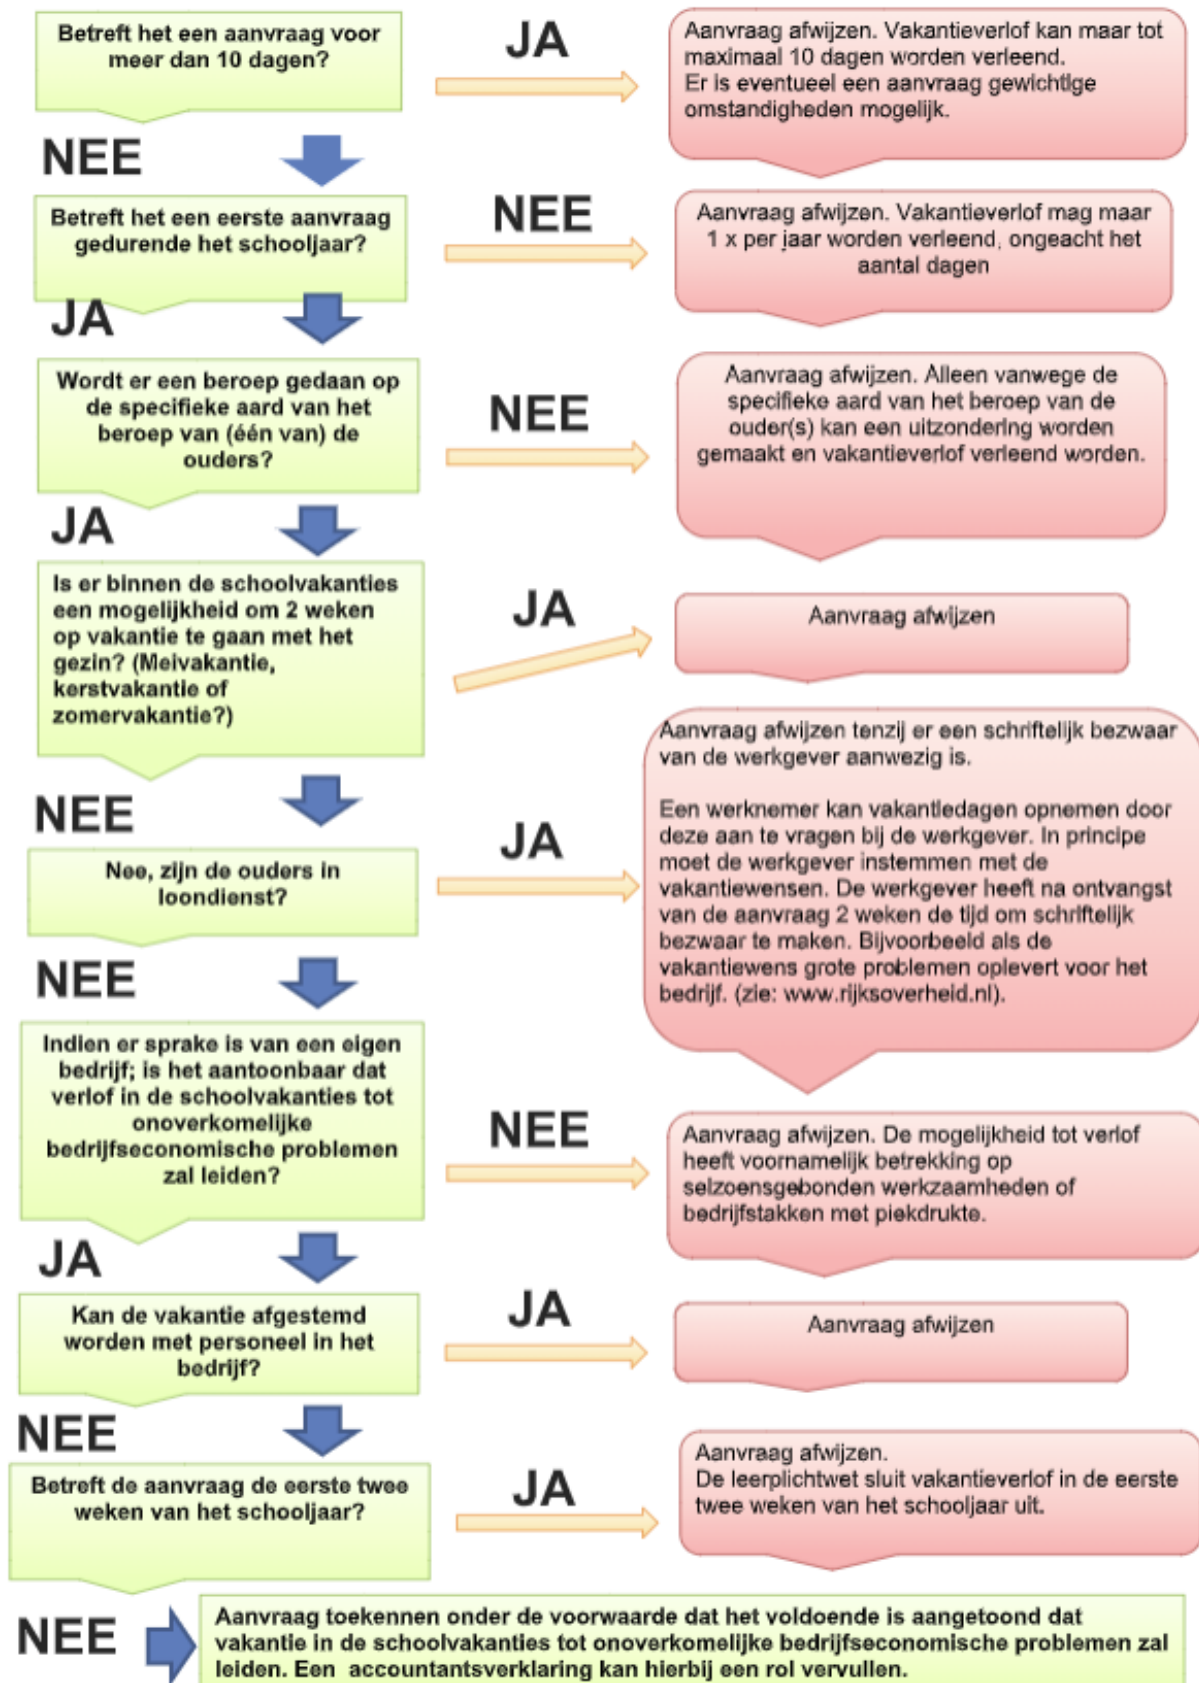 Betreft het een aanvraag voor
meer dan 10 dagen?
JA
Aanvraag afwijzen. Vakantieverlof kan maar tot
maximaal 10 dagen worden verleend.
Er is eventueel een aanvraag gewichtige
omstandigheden mogelijk.
NEE
Betreft het een eerste aanvraag
gedurende het schooljaar?
NEE
Aanvraag afwijzen. Vakantieverlof mag maar
1 x per jaar worden verleend, ongeacht het
aantal dagen
JA
Wordt er een beroep gedaan op
de specifieke aard van het
beroep van (één van) de
ouders?
NEE
Aanvraag afwijzen. Alleen vanwege de
specifieke aard van het beroep van de
ouder(s) kan een uitzondering worden
gemaakt en vakantieverlof verleend worden.
JA
Is er binnen de schoolvakanties
een mogelijkheid om 2 weken
op vakantie te gaan met het
gezin? (Meivakantie,
kerstvakantie of
zomervakantie?)
JA
Aanvraag afwijzen
NEE
Nee, zijn de ouders in
loondienst?
JA
Aanvraag afwijzen tenzij er een schriftelijk bezwaar
van de werkgever aanwezig is.
Een werknemer kan vakantiedagen opnemen door
deze aan te vragen bij de werkgever. In principe
moet de werkgever instemmen met de
vakantiewensen. De werkgever heeft na ontvangst
van de aanvraag 2 weken de tijd om schriftelijk
bezwaar te maken. Bijvoorbeeld als de
vakantiewens grote problemen oplevert voor het
bedrijf. (zie: www.rijksoverheid.nl).
NEE
Indien er sprake is van een eigen
bedrijf; is het aantoonbaar dat
verlof in de schoolvakanties tot
onoverkomelijke
bedrijfseconomische problemen
zal leiden?
NEE
Aanvraag afwijzen. De mogelijkheid tot verlof
heeft voornamelijk betrekking op
seizoensgebonden werkzaamheden of
bedrijfstakken met piekdrukte.
JA
Kan de vakantie afgestemd
worden met personeel in het
bedrijf?
JA
Aanvraag afwijzen
NEE
Betreft de aanvraag de eerste twee
weken van het schooljaar?
JA
Aanvraag afwijzen.
De leerplichtwet sluit vakantieverlof in de eerste
twee weken van het schooljaar uit.
NEE
Aanvraag toekennen onder de voorwaarde dat het voldoende is aangetoond dat
vakantie in de schoolvakanties tot onoverkomelijke bedrijfseconomische problemen zal
leiden. Een accountantsverklaring kan hierbij een rol vervullen.